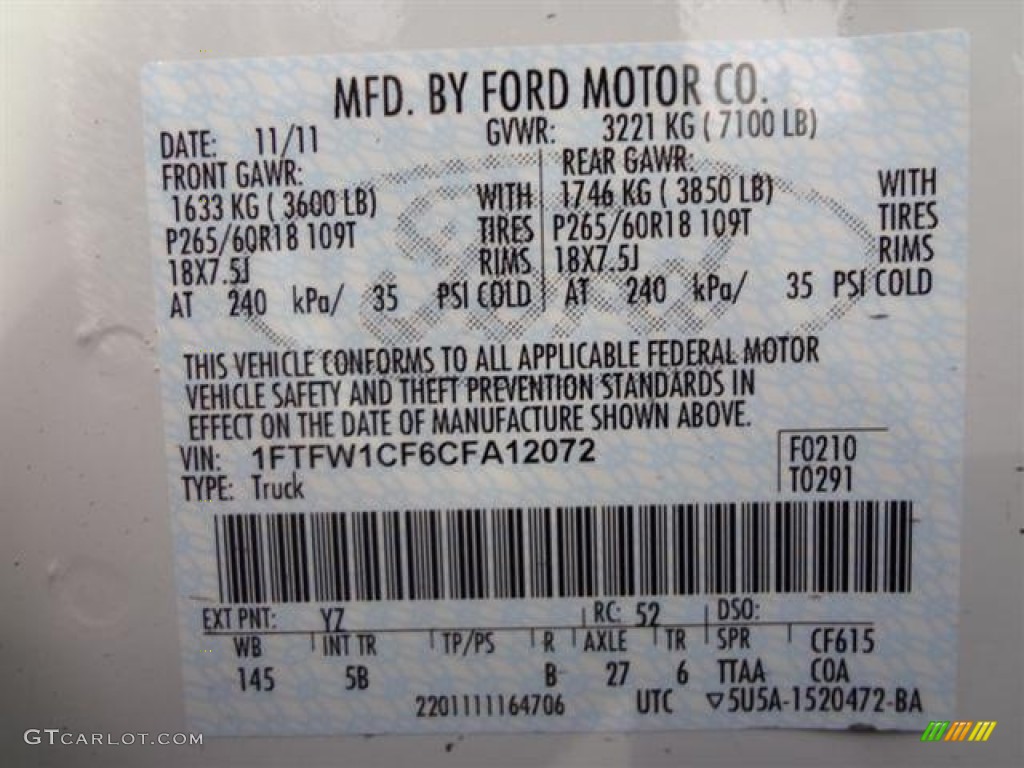 MFD. BY FORD MOTOR CO.
DATE: 11/11 GVWR: 3221 KG ( 7100 LB)
FRONT GAWR: REAR GAWR:
1633 KG ( 3600 LB) WITH 1746 KG ( 3850 LB) WITH
P265/60R18 109T TIRES P265/60R18 109T TIRES
18X7.5J RIMS 18X7.5J RIMS
AT 240 kPa/ 35 PSI COLD AT 240 kPa/ 35 PSI COLD
THIS VEHICLE CONFORMS TO ALL APPLICABLE FEDERAL MOTOR
VEHICLE SAFETY AND THEFT PREVENTION STANDARDS IN
EFFECT ON THE DATE OF MANUFACTURE SHOWN ABOVE.
VIN: 1FTFW1CF6CFA12072 F0210
TYPE: Truck T0291
EXT PNT: YZ RC: 52 DSO:
WB INT TR TP/PS R AXLE TR SPR CF615
145 5B B 27 6 TTAA COA
2201111164706 UTC ▽5U5A-1520472-BA
GTCARLOT.COM